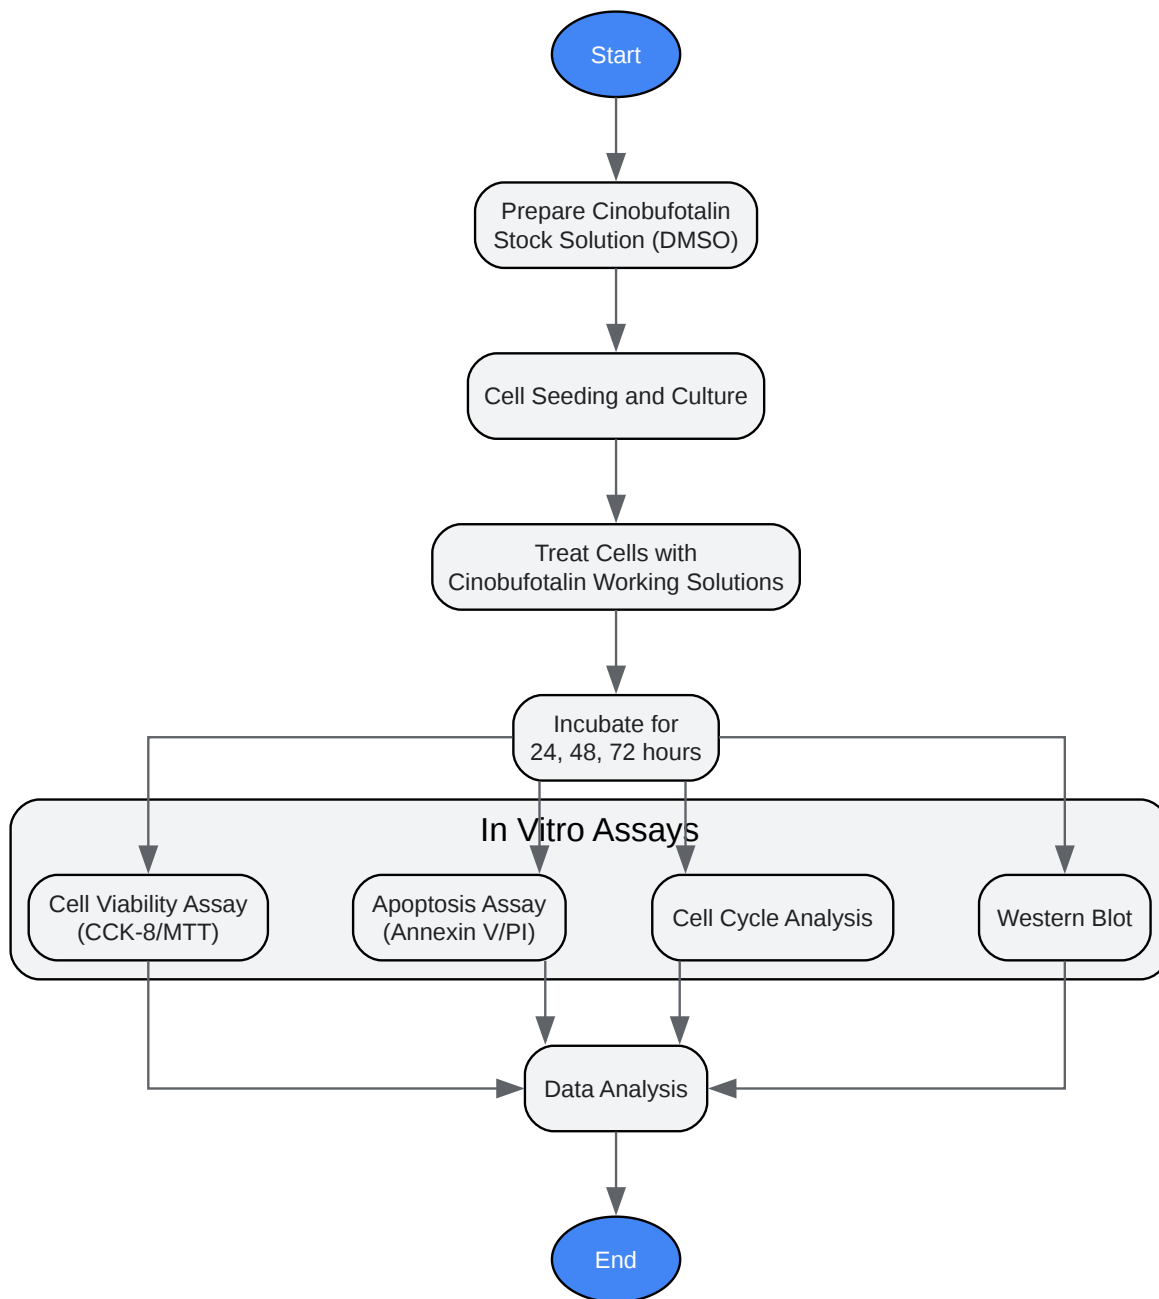 Start
Prepare Cinobufotalin
Stock Solution (DMSO)
Cell Seeding and Culture
Treat Cells with
Cinobufotalin Working Solutions
Incubate for
24, 48, 72 hours
In Vitro Assays
Cell Viability Assay
(CCK-8/MTT)
Apoptosis Assay
(Annexin V/PI)
Cell Cycle Analysis
Western Blot
Data Analysis
End